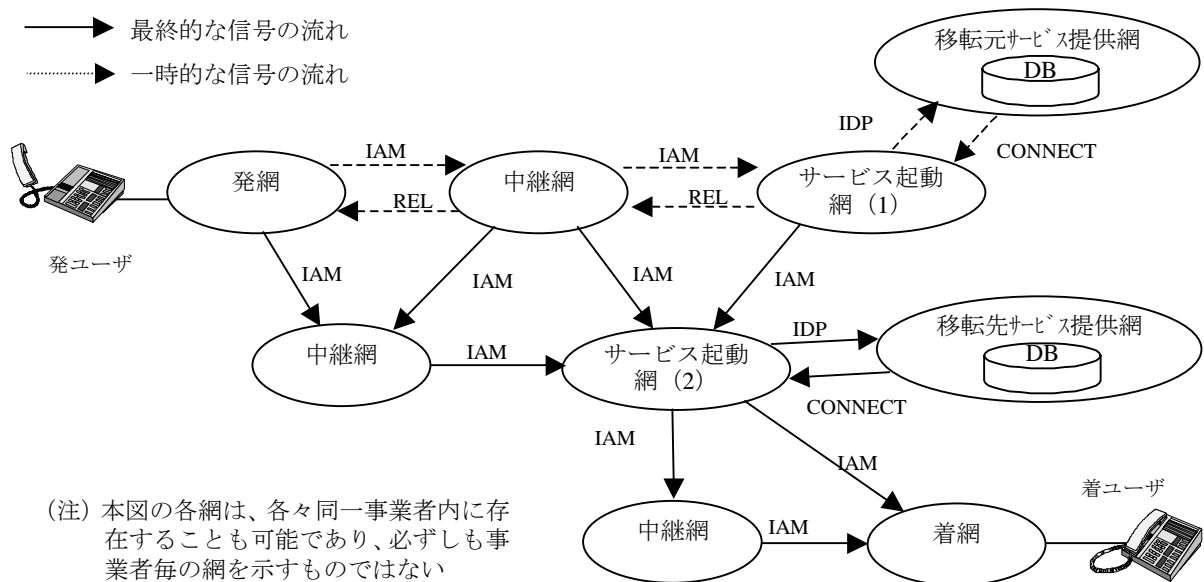 最終的な信号の流れ
一時的な信号の流れ
移転元ｻｰﾋﾞｽ提供網
DB
IDP
CONNECT
IAM
IAM
発網
中継網
サービス起動
網（1）
REL
REL
発ユーザ
IAM
IAM
IAM
IAM
中継網
IAM
サービス起動
網（2）
IDP
移転先ｻｰﾋﾞｽ提供網
DB
CONNECT
IAM
IAM
着ユーザ
中継網
IAM
着網
（注）本図の各網は、各々同一事業者内に存
在することも可能であり、必ずしも事
業者毎の網を示すものではない